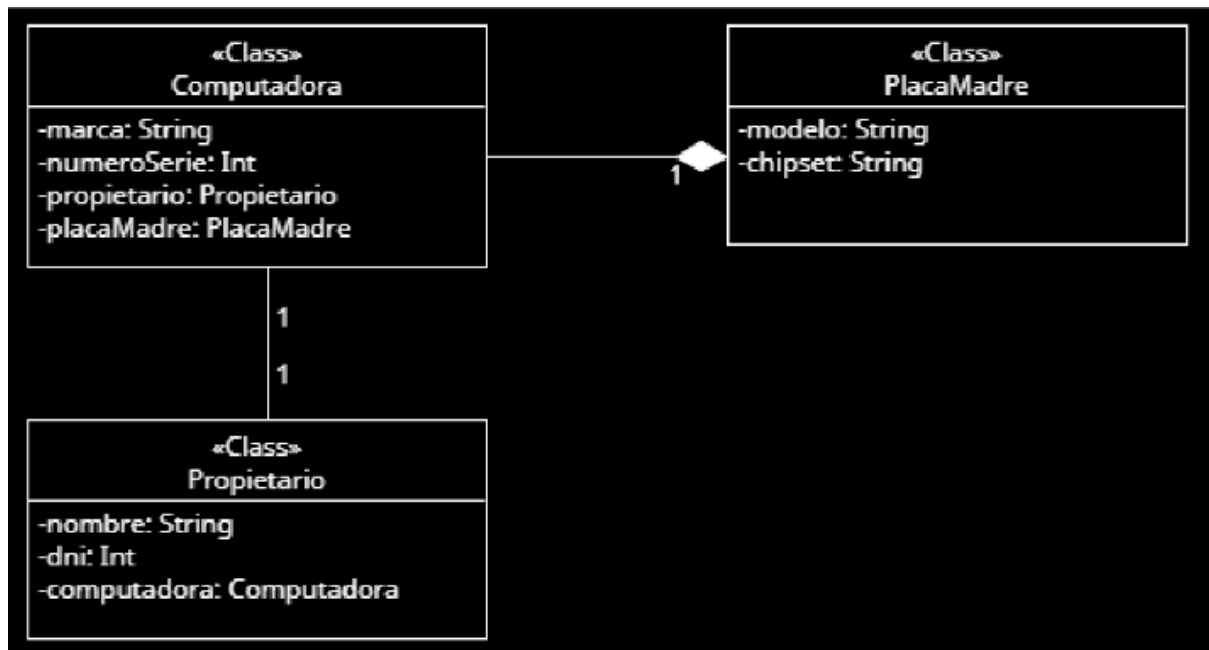 «Class»
Computadora
-marca: String
-numeroSerie: Int
-propietario: Propietario
-placaMadre: PlacaMadre
1
«Class»
PlacaMadre
-modelo: String
-chipset: String
1
1
«Class»
Propietario
-nombre: String
-dni: Int
-computadora: Computadora